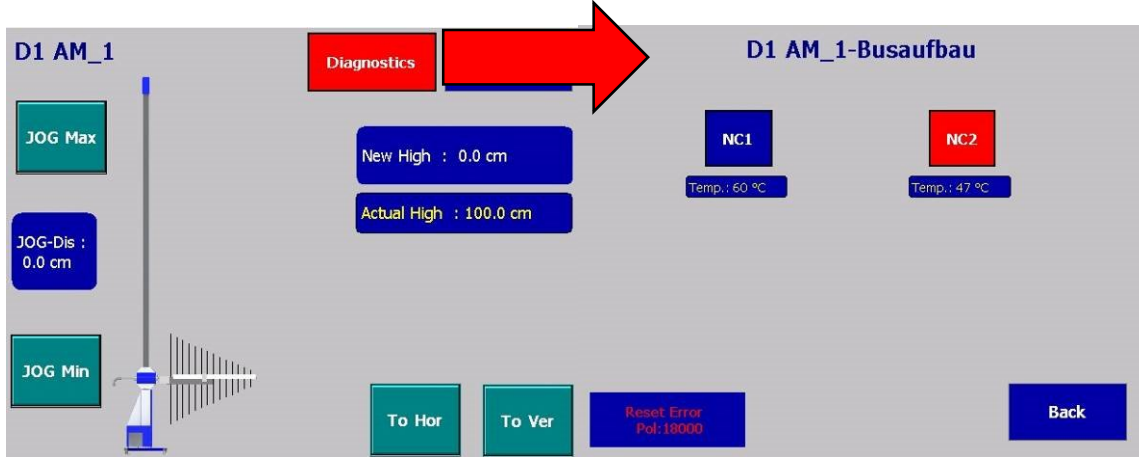 D1 AM_1
Diagnostics
JOG Max
New High : 0.0 cm
Actual High : 100.0 cm
JOG-Dis :
0.0 cm
JOG Min
To Hor
To Ver
D1 AM_1-Busaufbau
NC1
NC2
Temp.: 60 °C
Temp.: 47 °C
Reset Error
Pol:18000
Back